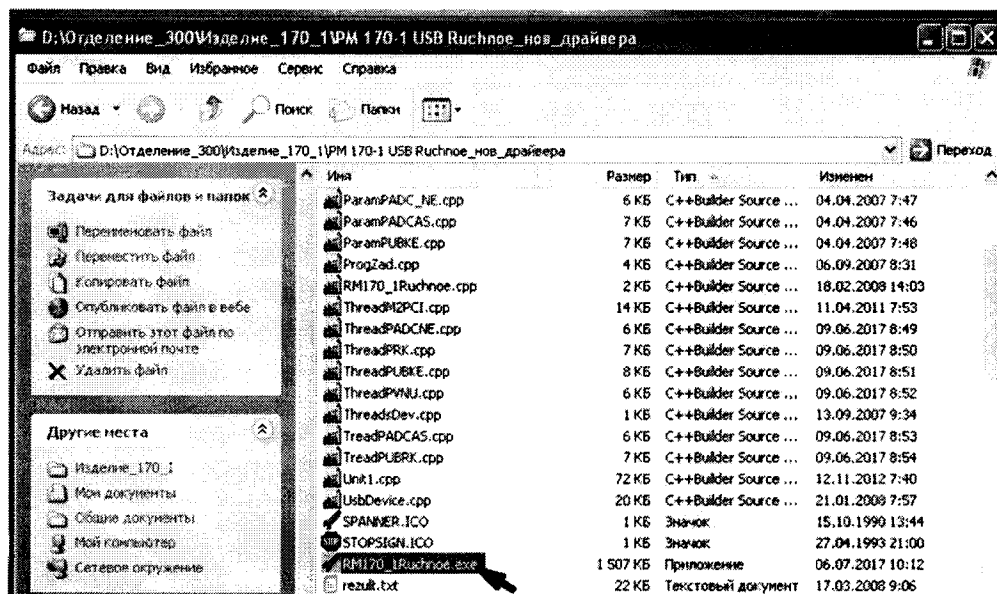 D:\Отделение_300\Изделие_170_1\РМ 170-1 USB Ruchnoe_нов_драйвера
Файл Правка Вид Избранное Сервис Справка
Назад Поиск Папки
Адрес: D:\Отделение_300\Изделие_170_1\РМ 170-1 USB Ruchnoe_нов_драйвера Переход
Задачи для файлов и папок
Переименовать файл
Переместить файл
Копировать файл
Опубликовать файл в вебе
Отправить этот файл по
электронной почте
Удалить файл
Другие места
Изделие_170_1
Мои документы
Общие документы
Мой компьютер
Сетевое окружение
Имя Размер Тип Изменен
ParamPADC_NE.cpp 6 КБ C++Builder Source ... 04.04.2007 7:47
ParamPADCAS.cpp 7 КБ C++Builder Source ... 04.04.2007 7:46
ParamPUBKE.cpp 7 КБ C++Builder Source ... 04.04.2007 7:48
ProgZad.cpp 4 КБ C++Builder Source ... 06.09.2007 8:31
RM170_1Ruchnoe.cpp 2 КБ C++Builder Source ... 18.02.2008 14:03
ThreadM2PCI.cpp 14 КБ C++Builder Source ... 11.04.2011 7:53
ThreadPADCNE.cpp 6 КБ C++Builder Source ... 09.06.2017 8:49
ThreadPRK.cpp 7 КБ C++Builder Source ... 09.06.2017 8:50
ThreadPUBKE.cpp 8 КБ C++Builder Source ... 09.06.2017 8:51
ThreadPVNU.cpp 6 КБ C++Builder Source ... 09.06.2017 8:52
ThreadsDev.cpp 1 КБ C++Builder Source ... 13.09.2007 9:34
TreadPADCAS.cpp 6 КБ C++Builder Source ... 09.06.2017 8:53
TreadPUBRK.cpp 7 КБ C++Builder Source ... 09.06.2017 8:54
Unit1.cpp 72 КБ C++Builder Source ... 12.11.2012 7:40
UsbDevice.cpp 20 КБ C++Builder Source ... 21.01.2008 7:57
SPANNER.ICO 1 КБ Значок 15.10.1990 13:44
STOPSIGN.ICO 1 КБ Значок 27.04.1993 21:00
RM170_1Ruchnoe.exe 1 507 КБ Приложение 06.07.2017 10:12
rezult.txt 22 КБ Текстовый документ 17.03.2008 9:06